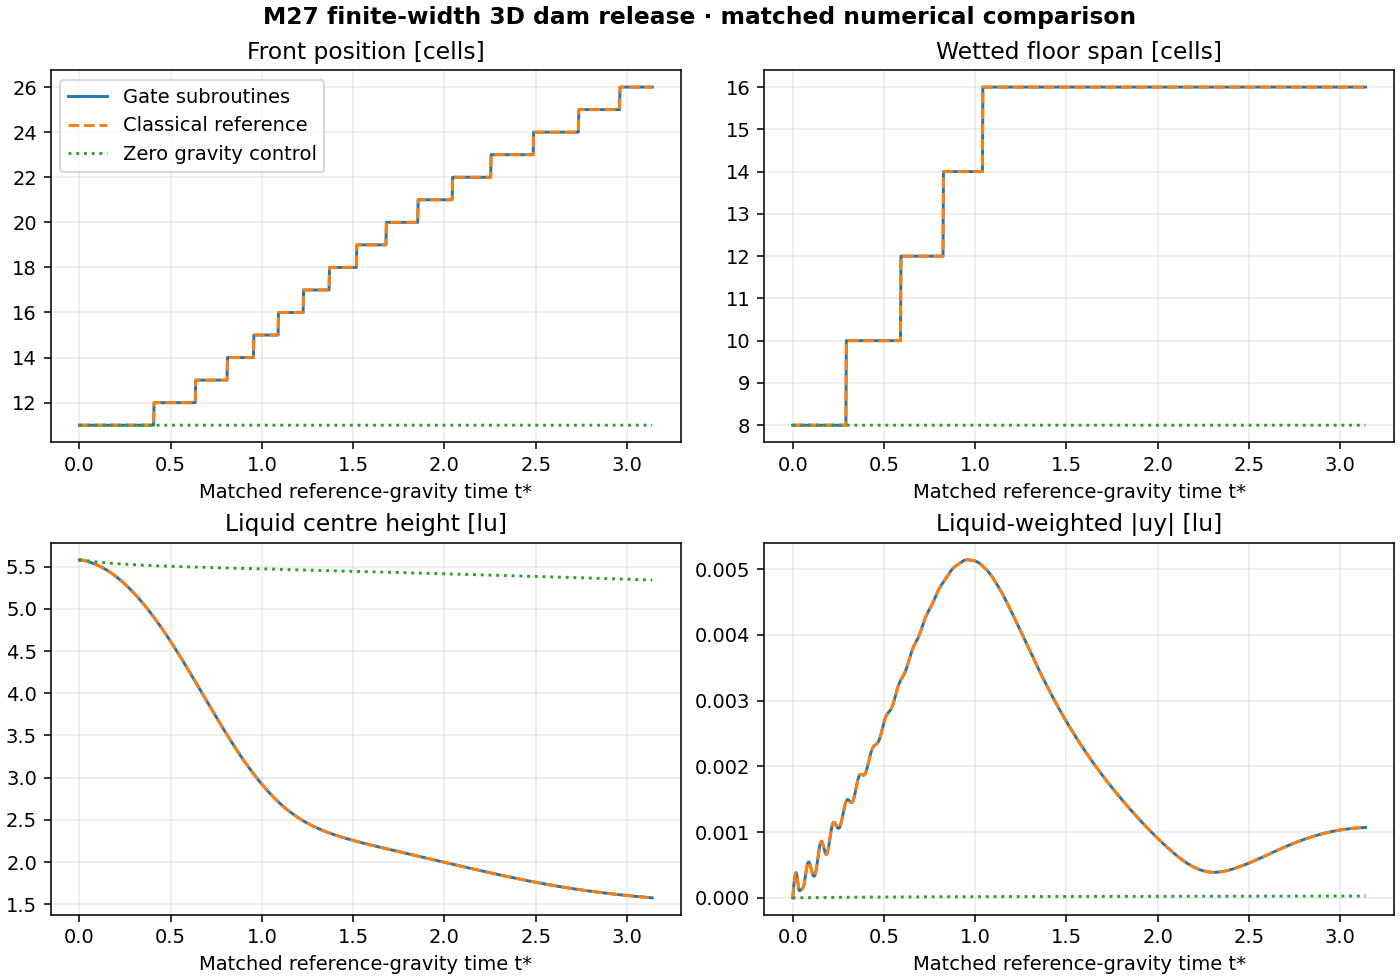 M27 finite-width 3D dam release · matched numerical comparison
Front position [cells]
26
24
22
20
18
16
14
12
Gate subroutines
Classical reference
Zero gravity control
0.0 0.5 1.0 1.5 2.0 2.5 3.0
Matched reference-gravity time t*
Wetted floor span [cells]
16
15
14
13
12
11
10
9
8
0.0 0.5 1.0 1.5 2.0 2.5 3.0
Matched reference-gravity time t*
Liquid centre height [lu]
5.5
5.0
4.5
4.0
3.5
3.0
2.5
2.0
1.5
0.0 0.5 1.0 1.5 2.0 2.5 3.0
Matched reference-gravity time t*
Liquid-weighted |uy| [lu]
0.005
0.004
0.003
0.002
0.001
0.000
0.0 0.5 1.0 1.5 2.0 2.5 3.0
Matched reference-gravity time t*